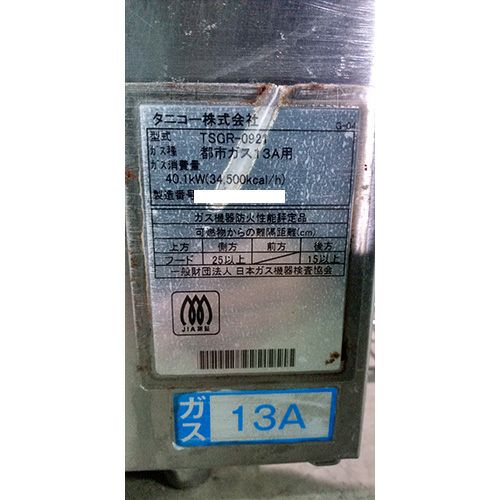 タニコー株式会社
G-04
型式 TSGR-0921
ガス種 都市ガス13A用
ガス消費量
40.1kW(34,500kcal/h)
製造番号
ガス機器防火性能評定品
可燃物からの離隔距離(cm)
上方 側方 前方 後方
フード 25以上 15以上
一般財団法人 日本ガス機器検査協会
JIA認証
ガス 13A